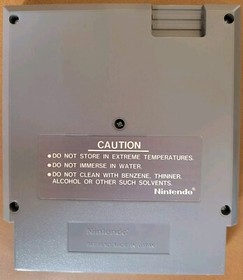 CAUTION
●DO NOT STORE IN EXTREME TEMPERATURES.
●DO NOT IMMERSE IN WATER.
●DO NOT CLEAN WITH BENZENE, THINNER,
ALCOHOL OR OTHER SUCH SOLVENTS.
Nintendo®